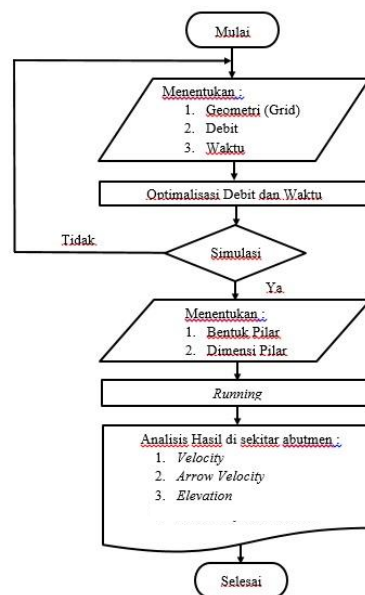 Mulai
Menentukan :
1. Geometri (Grid)
2. Debit
3. Waktu
Optimalisasi Debit dan Waktu
Tidak
Simulasi
Ya
Menentukan :
1. Bentuk Pilar
2. Dimensi Pilar
Running
Analisis Hasil di sekitar abutmen :
1. Velocity
2. Arrow Velocity
3. Elevation
Selesai